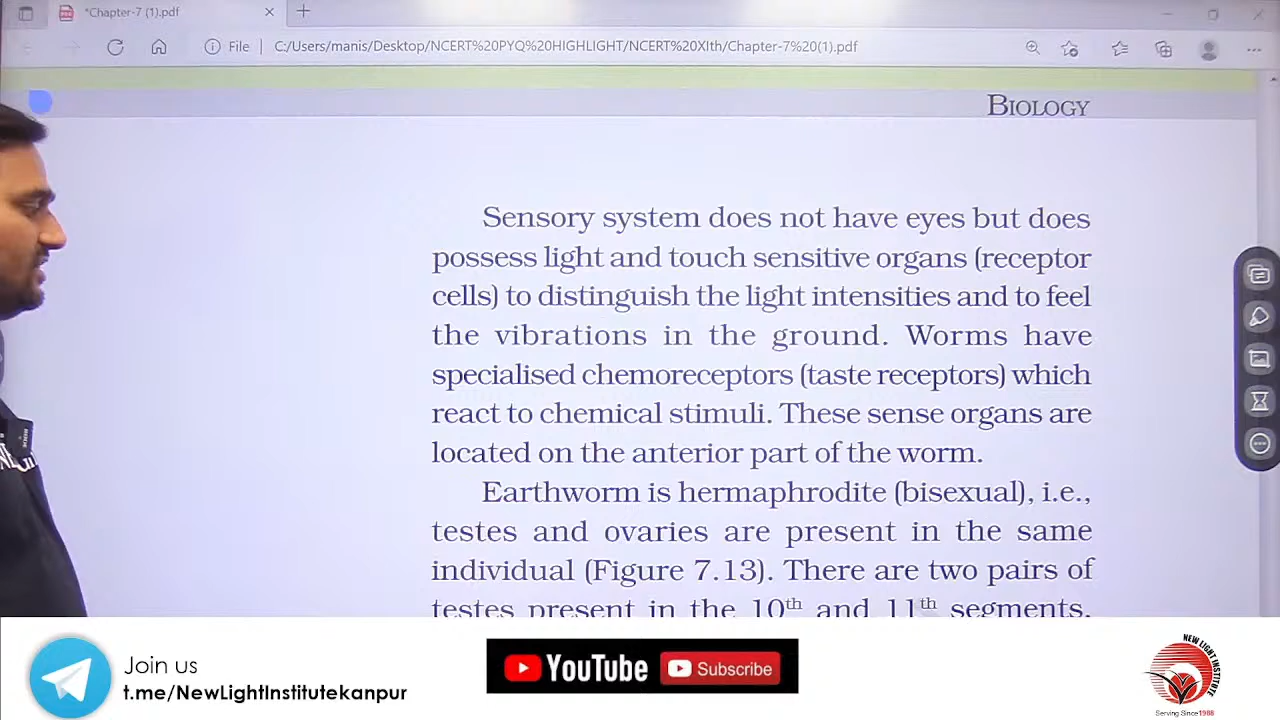 *Chapter-7 (1).pdf
File C:/Users/manis/Desktop/NCERT%20PYQ%20HIGHLIGHT/NCERT%20XIth/Chapter-7%20(1).pdf
BIOLOGY
Sensory system does not have eyes but does
possess light and touch sensitive organs (receptor
cells) to distinguish the light intensities and to feel
the vibrations in the ground. Worms have
specialised chemoreceptors (taste receptors) which
react to chemical stimuli. These sense organs are
located on the anterior part of the worm.
Earthworm is hermaphrodite (bisexual), i.e.,
testes and ovaries are present in the same
individual (Figure 7.13). There are two pairs of
testes present in the 10th and 11th segments.
Join us
t.me/NewLightInstitutekanpur
YouTube
Subscribe
NEW LIGHT INSTITUTE
Serving Since1988